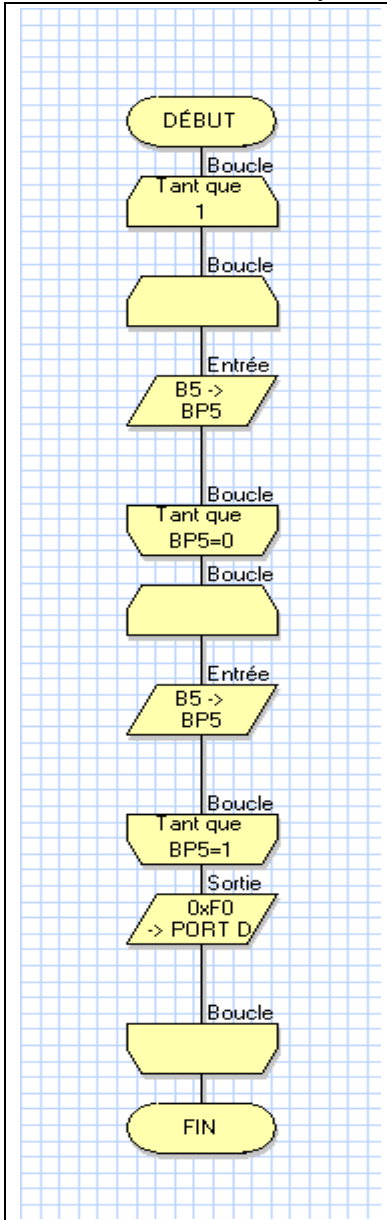 DÉBUT
Boucle
Tant que
1
Boucle
Entrée
B5 ->
BP5
Boucle
Tant que
BP5=0
Boucle
Entrée
B5 ->
BP5
Boucle
Tant que
BP5=1
Sortie
0xF0
-> PORT D
Boucle
FIN